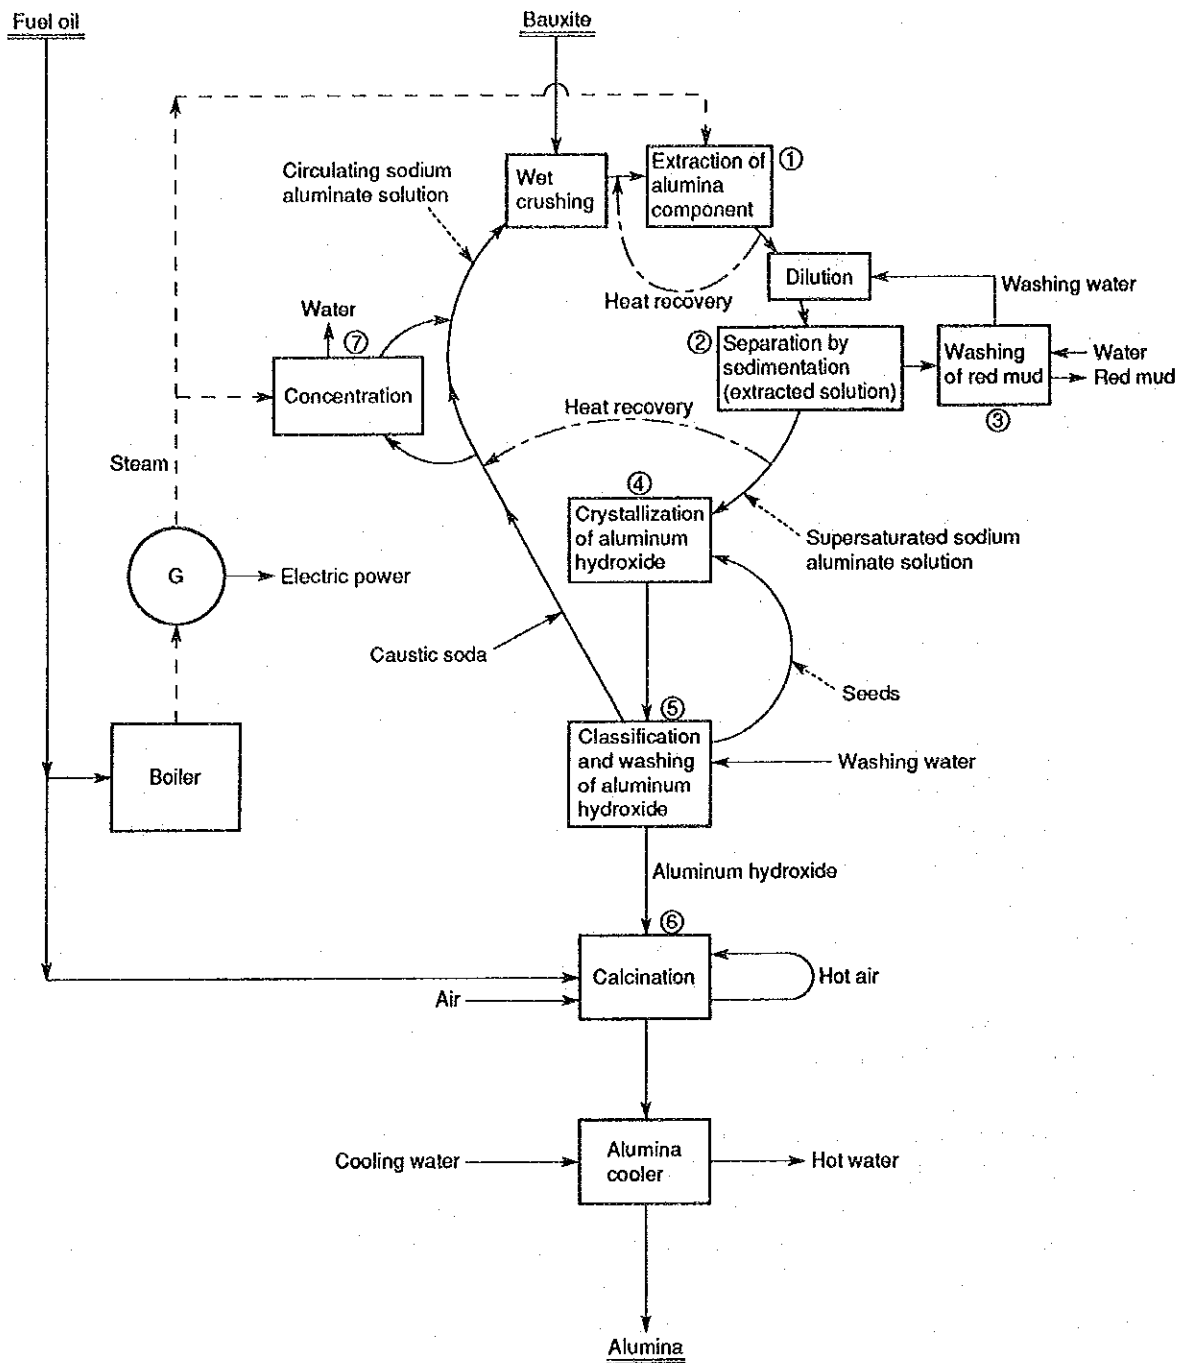 Fuel oil
Bauxite
Circulating sodium
aluminate solution
Wet
crushing
Extraction of
alumina
component
①
Dilution
Washing water
Heat recovery
Water
⑦
Concentration
②
Separation by
sedimentation
(extracted solution)
Washing
of red mud
Water
Red mud
③
Heat recovery
Steam
④
Crystallization
of aluminum
hydroxide
Supersaturated sodium
aluminate solution
G
Electric power
Caustic soda
Seeds
⑤
Classification
and washing
of aluminum
hydroxide
Washing water
Boiler
Aluminum hydroxide
⑥
Calcination
Hot air
Air
Cooling water
Alumina
cooler
Hot water
Alumina